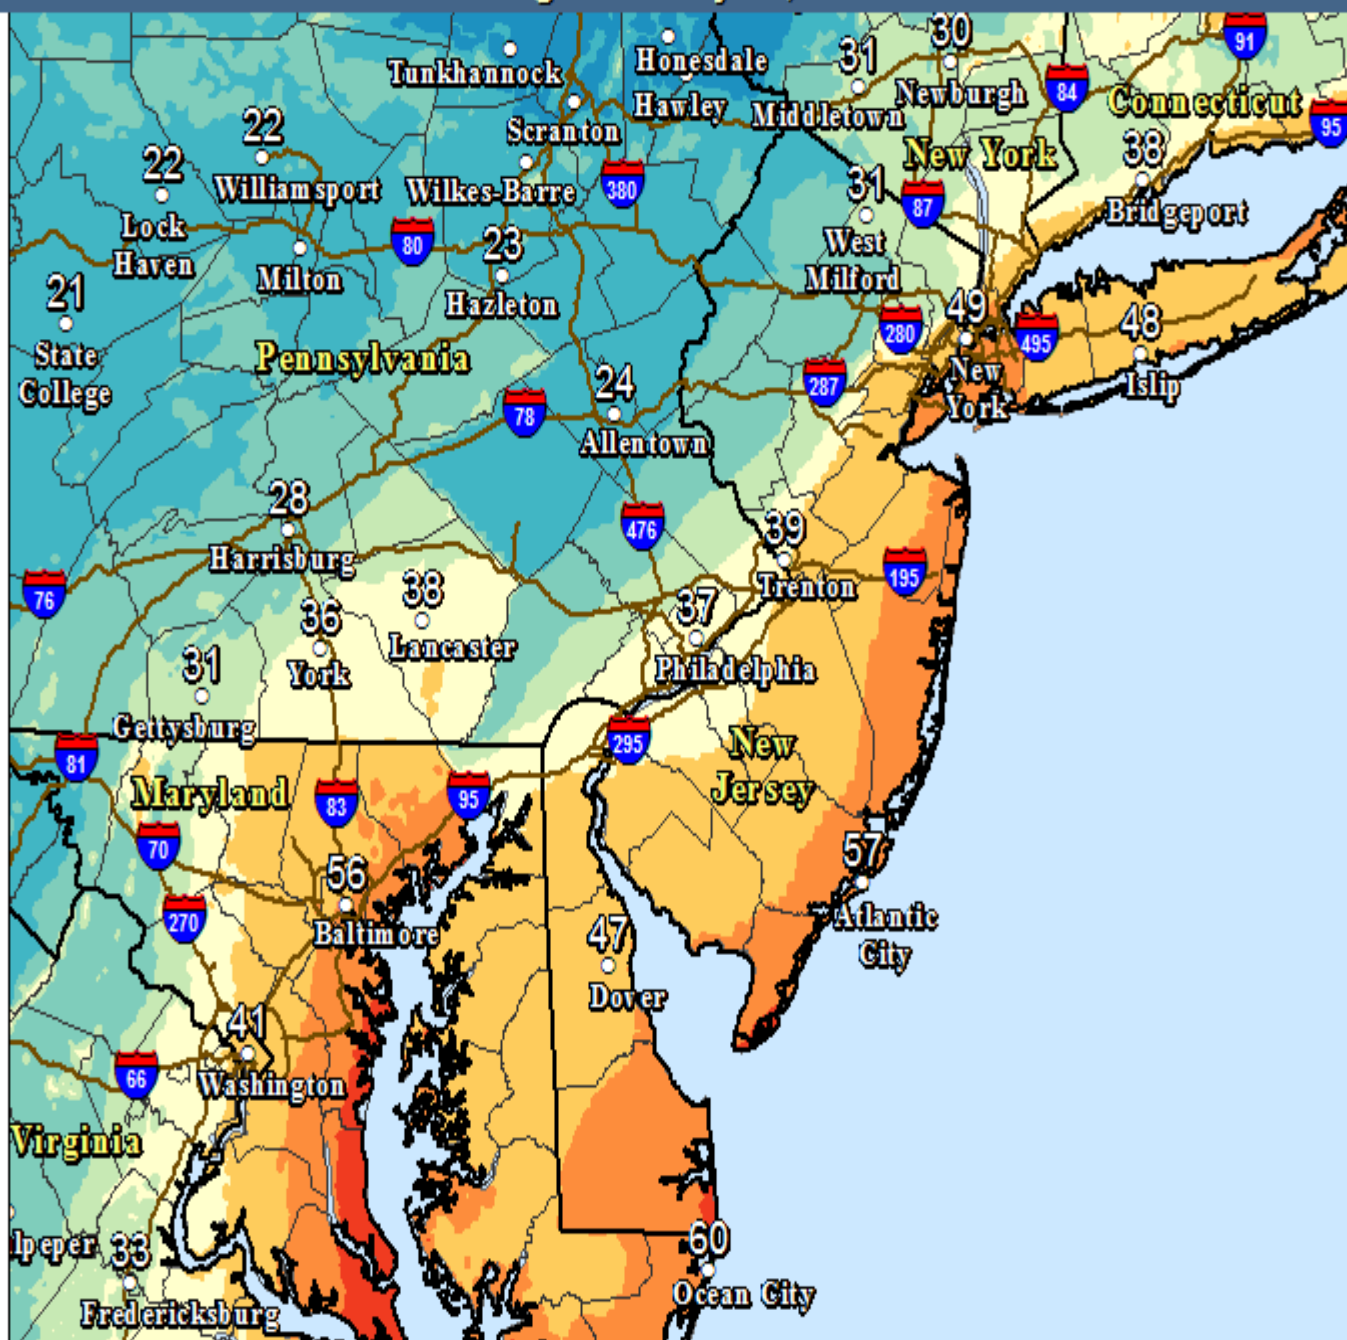 30
31
91
Honesdale
Tunkhannock
84
Newburgh
Connecticut
Hawley
Middletown
95
22
Scranton
New York
38
22
Williamsport
Wilkes-Barre
380
31
87
Bridgeport
Lock
Haven
80
23
West
Milford
Milton
21
Hazleton
49
280
495
48
State
College
Pennsylvania
New
York
Islip
24
287
78
Allentown
28
476
39
Harrisburg
76
38
Trenton
195
36
37
Lancaster
31
York
Philadelphia
Gettysburg
295
New
Jersey
81
Maryland
83
95
70
57
56
270
Baltimore
Atlantic
City
47
Dover
41
66
Washington
Virginia
60
lpeper
33
Ocean City
Fredericksburg